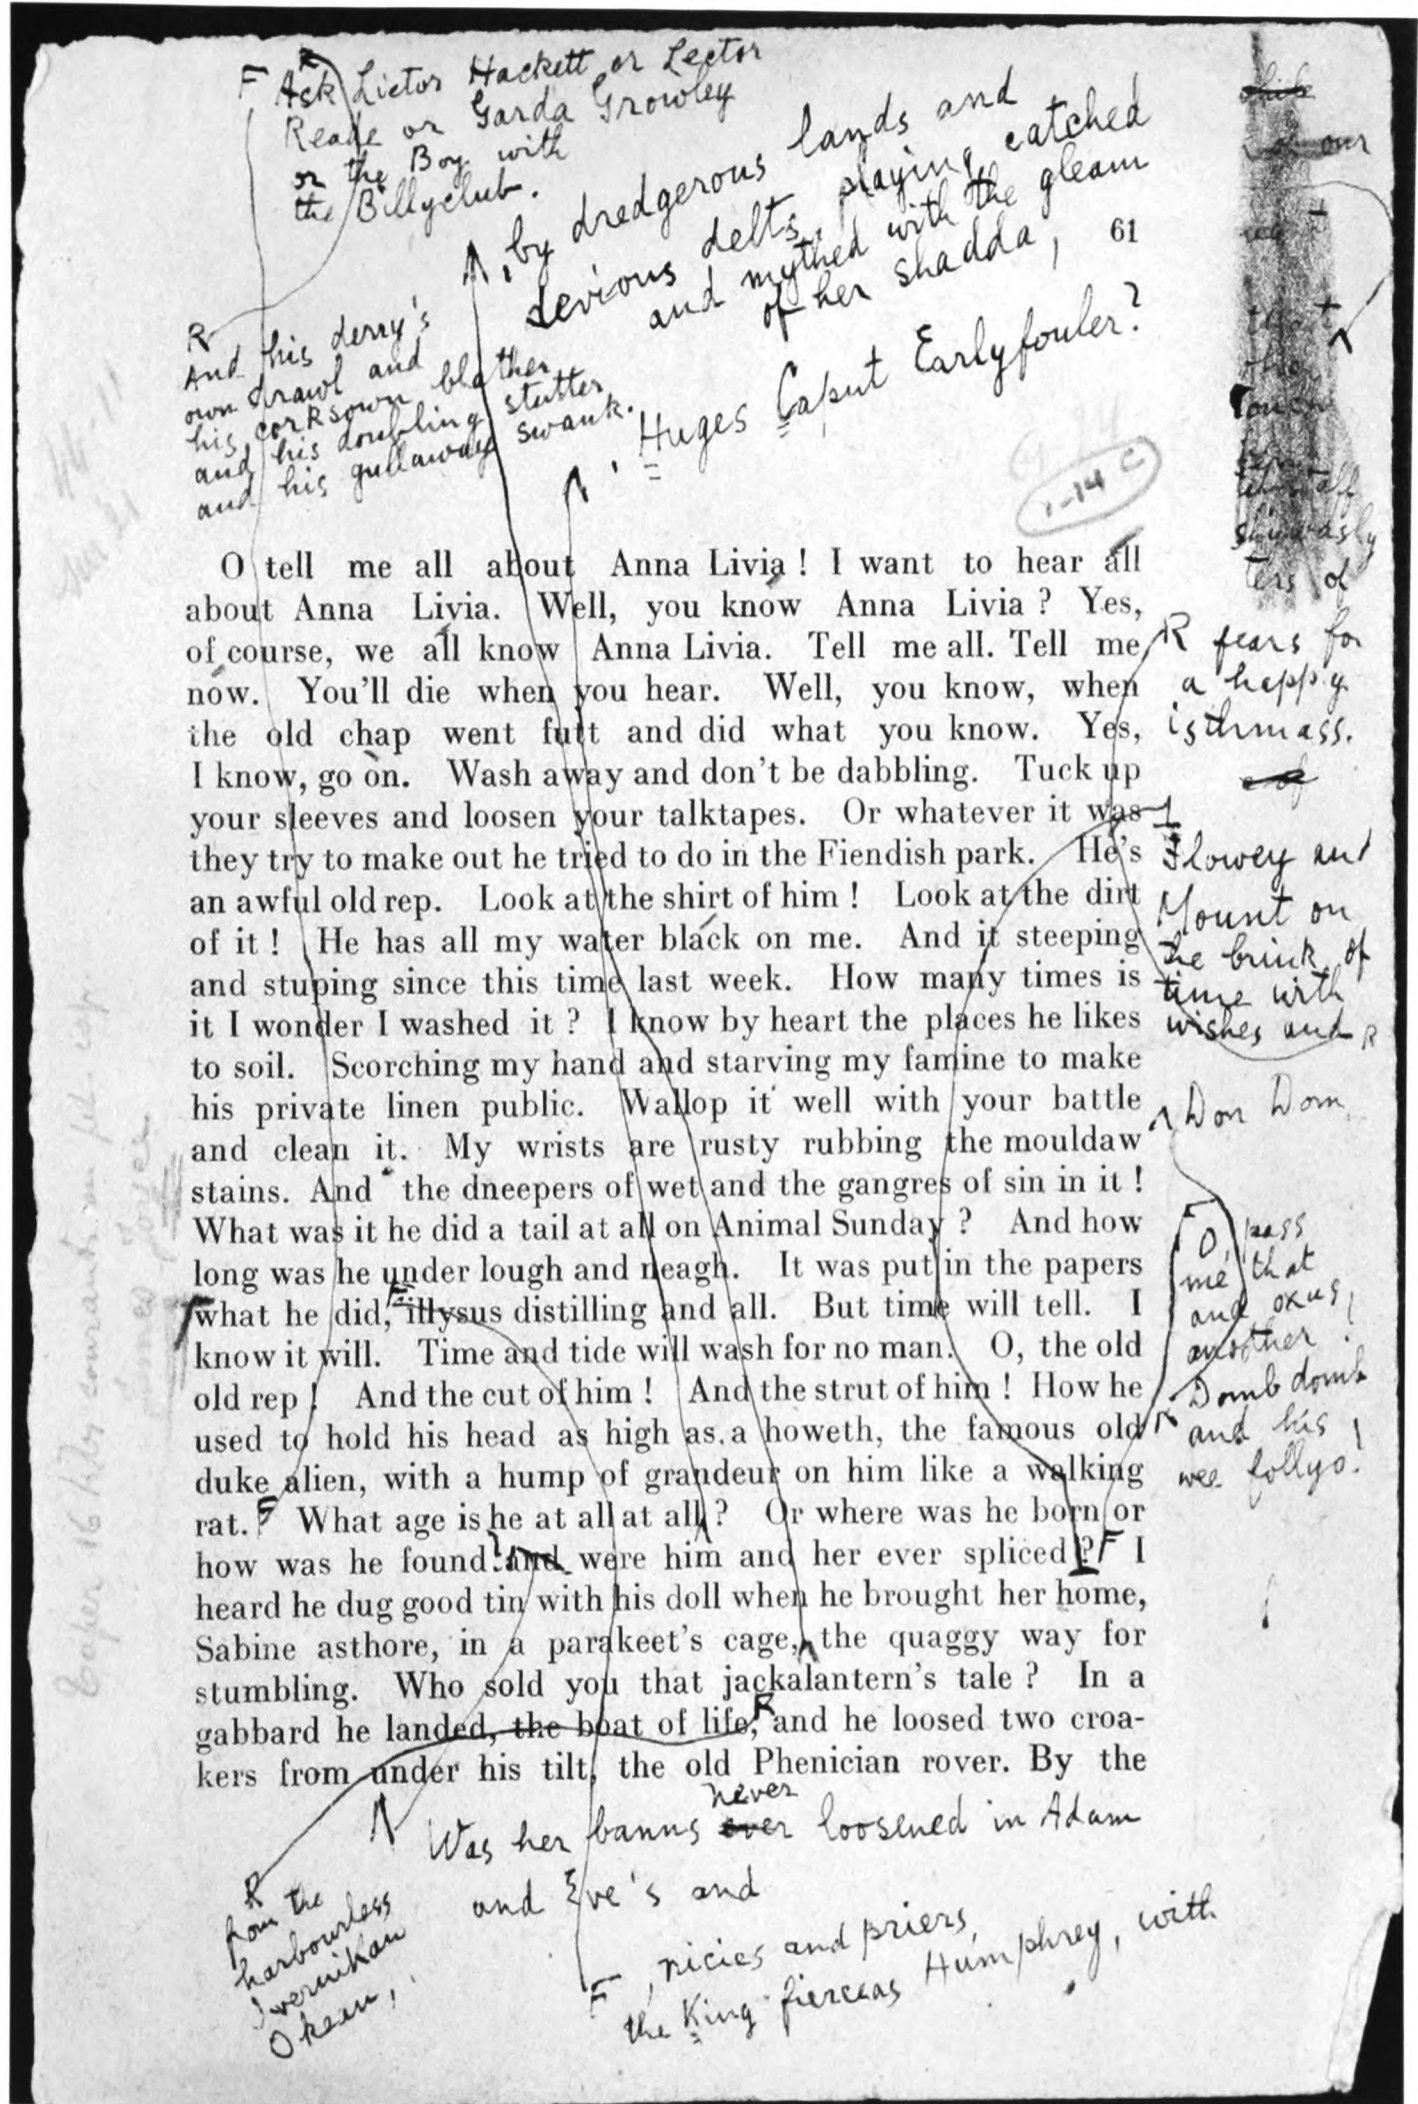 F Ask Lictor Hackett or Lector
Reade or Garda Growley
or the Boy with
the Billyclub.
, by dredgerous lands and
devious delts, playing catched
and mythed with the gleam
of her shadda,
61
R
And his derry's
own drawl and
his corksown blather
and his doubling stutter
and his gullaway swank.
Huges Caput Earlyfouler?
1-14 C
O tell me all about Anna Livia ! I want to hear all
about Anna Livia. Well, you know Anna Livia ? Yes,
of course, we all know Anna Livia. Tell me all. Tell me
now. You'll die when you hear. Well, you know, when
the old chap went futt and did what you know. Yes,
I know, go on. Wash away and don't be dabbling. Tuck up
your sleeves and loosen your talktapes. Or whatever it was
they try to make out he tried to do in the Fiendish park. He's
an awful old rep. Look at the shirt of him ! Look at the dirt
of it ! He has all my water black on me. And it steeping
and stuping since this time last week. How many times is
it I wonder I washed it ? I know by heart the places he likes
to soil. Scorching my hand and starving my famine to make
his private linen public. Wallop it well with your battle
and clean it. My wrists are rusty rubbing the mouldaw
stains. And the dneepers of wet and the gangres of sin in it !
What was it he did a tail at all on Animal Sunday ? And how
long was he under lough and neagh. It was put in the papers
what he did, illysus distilling and all. But time will tell. I
know it will. Time and tide will wash for no man. O, the old
old rep ! And the cut of him ! And the strut of him ! How he
used to hold his head as high as a howeth, the famous old
duke alien, with a hump of grandeur on him like a walking
rat. F What age is he at all at all ? Or where was he born or
how was he found ? and were him and her ever spliced ? F I
heard he dug good tin with his doll when he brought her home,
Sabine asthore, in a parakeet's cage, the quaggy way for
stumbling. Who sold you that jackalantern's tale ? In a
gabbard he landed, the boat of life, R and he loosed two croa-
kers from under his tilt, the old Phenician rover. By the
of our
ters of
R fears for
a happy
isthmass.
of
Flowey and
Mount on
the brink of
time with
wishes and R
Don Dom
O, pass
me that
and oxus
another !
Dombdomb
and his
wee follyo!
never
Was her banns ever loosened in Adam
and Eve's and
R
from the
harbourless
Ivernikan
Okean,
F , nicies and priers,
the King fierceas Humphrey, with